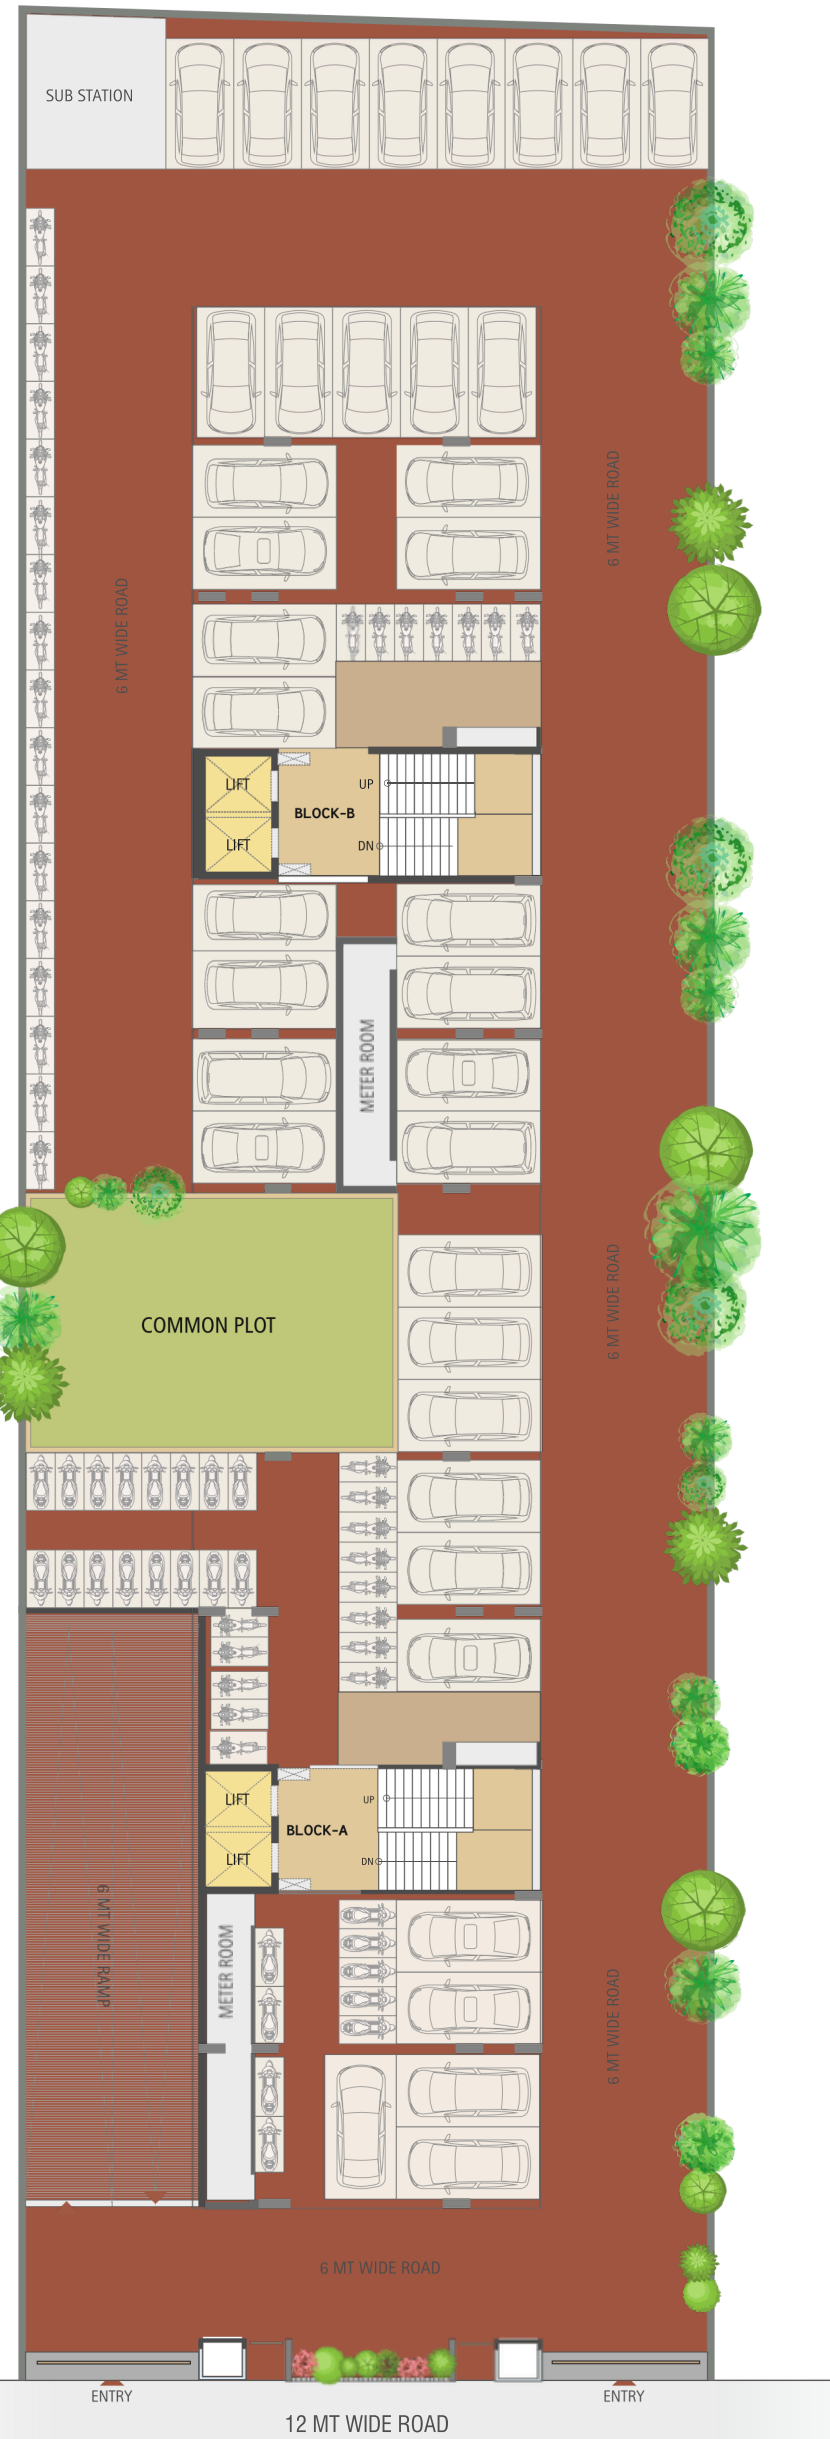 SUB STATION
6 MT WIDE ROAD
6 MT WIDE ROAD
LIFT
UP
BLOCK-B
LIFT
DN
METER ROOM
COMMON PLOT
6 MT WIDE ROAD
LIFT
UP
BLOCK-A
LIFT
DN
6 MT WIDE RAMP
METER ROOM
6 MT WIDE ROAD
6 MT WIDE ROAD
ENTRY
ENTRY
12 MT WIDE ROAD